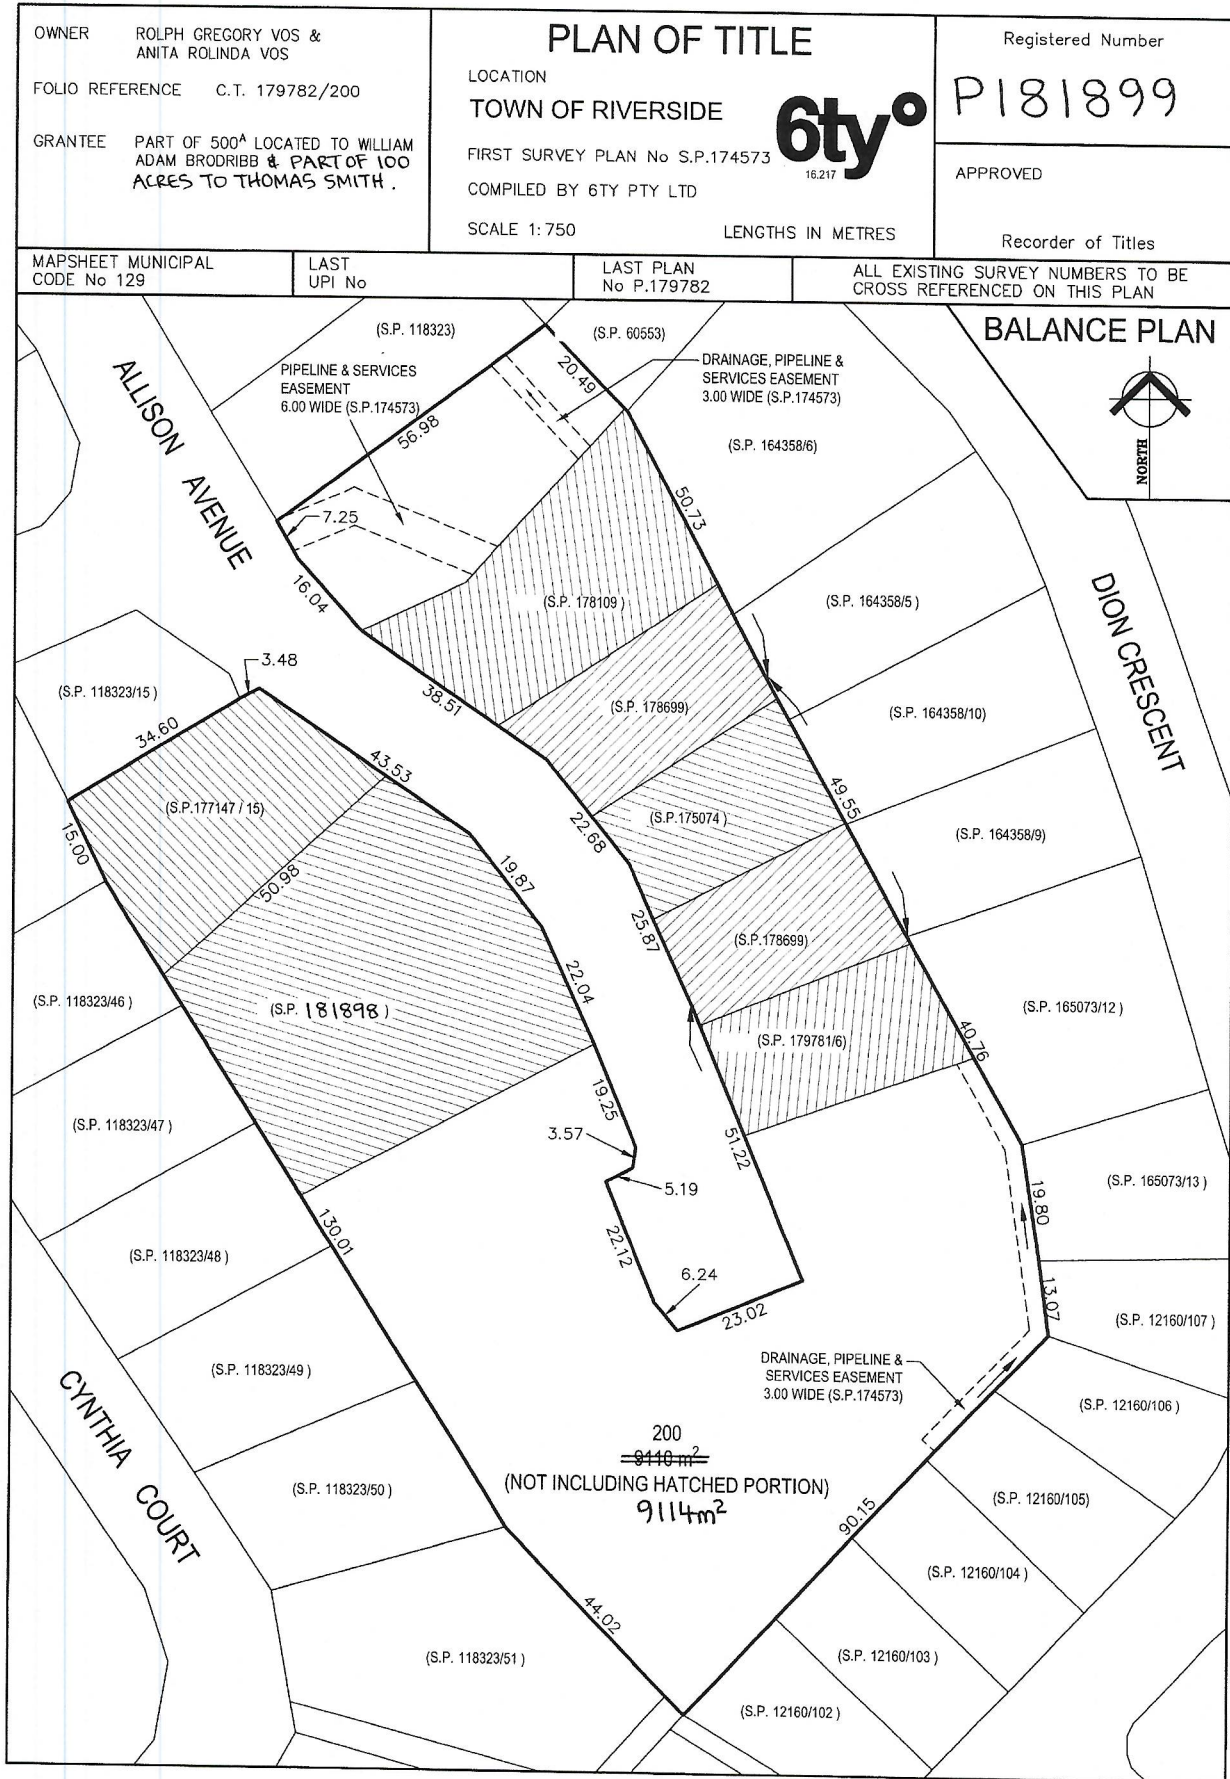 OWNER ROLPH GREGORY VOS &
ANITA ROLINDA VOS
FOLIO REFERENCE C.T. 179782/200
GRANTEE PART OF 500A LOCATED TO WILLIAM
ADAM BRODRIBB & PART OF 100
ACRES TO THOMAS SMITH.
PLAN OF TITLE
LOCATION
TOWN OF RIVERSIDE
FIRST SURVEY PLAN No S.P.174573
COMPILED BY 6TY PTY LTD
SCALE 1:750 LENGTHS IN METRES
6ty°
16.217
Registered Number
P181899
APPROVED
Recorder of Titles
MAPSHEET MUNICIPAL
CODE No 129
LAST
UPI No
LAST PLAN
No P.179782
ALL EXISTING SURVEY NUMBERS TO BE
CROSS REFERENCED ON THIS PLAN
BALANCE PLAN
NORTH
(S.P. 118323)
(S.P. 60553)
ALLISON AVENUE
PIPELINE & SERVICES
EASEMENT
6.00 WIDE (S.P.174573)
20.49
DRAINAGE, PIPELINE &
SERVICES EASEMENT
3.00 WIDE (S.P.174573)
56.98
(S.P. 164358/6)
50.73
7.25
16.04
(S.P. 178109 )
(S.P. 164358/5 )
DION CRESCENT
3.48
(S.P. 118323/15 )
38.51
(S.P. 178699)
(S.P. 164358/10)
34.60
43.53
(S.P.177147 / 15)
49.55
(S.P.175074 )
22.68
(S.P. 164358/9)
15.00
50.98
19.87
25.87
(S.P.178699)
(S.P. 118323/46 )
22.04
(S.P. 181898 )
(S.P. 165073/12 )
(S.P. 179781/6)
40.76
19.25
(S.P. 118323/47 )
3.57
51.22
5.19
(S.P. 165073/13 )
19.80
130.01
(S.P. 118323/48 )
22.12
6.24
23.02
13.07
(S.P. 12160/107 )
(S.P. 118323/49 )
DRAINAGE, PIPELINE &
SERVICES EASEMENT
3.00 WIDE (S.P.174573)
(S.P. 12160/106 )
CYNTHIA COURT
200
9110 m²
(NOT INCLUDING HATCHED PORTION)
9114m²
(S.P. 118323/50 )
(S.P. 12160/105)
90.15
(S.P. 12160/104 )
44.02
(S.P. 118323/51 )
(S.P. 12160/103 )
(S.P. 12160/102 )